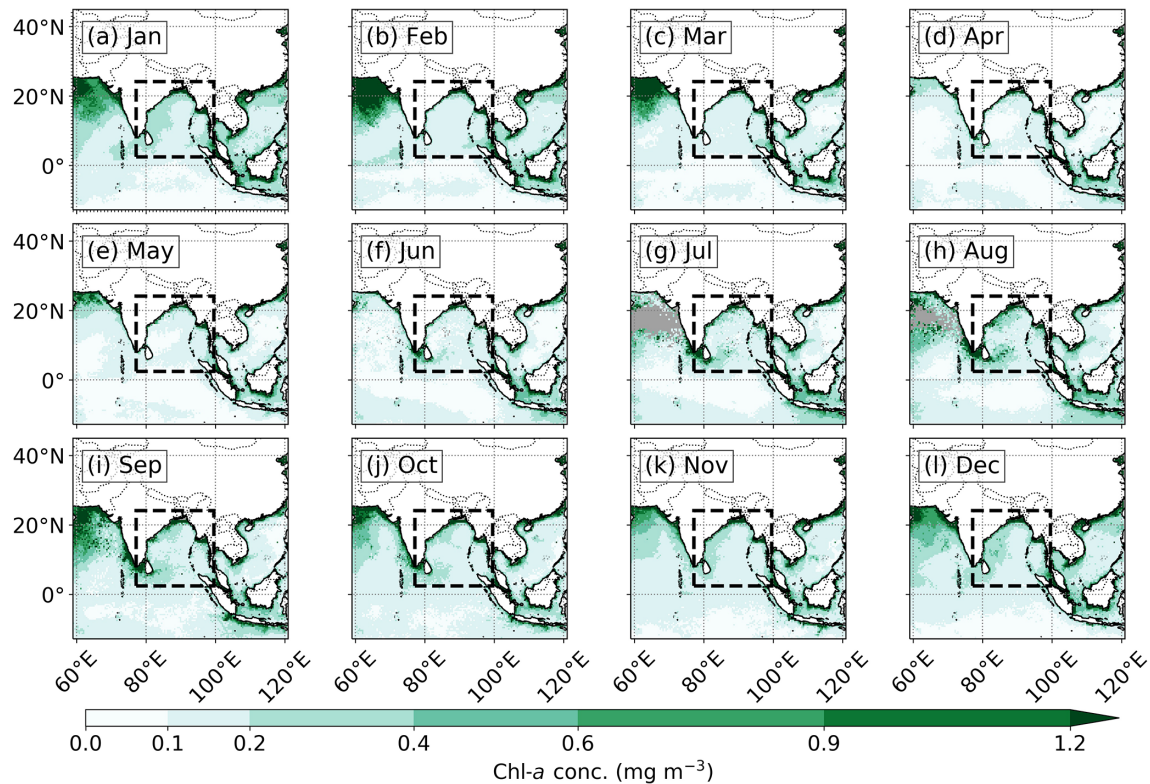 (a) Jan (b) Feb (c) Mar (d) Apr
40°N
20°N
0°
(e) May (f) Jun (g) Jul (h) Aug
40°N
20°N
0°
(i) Sep (j) Oct (k) Nov (l) Dec
40°N
20°N
0°
60°E 80°E 100°E 120°E 60°E 80°E 100°E 120°E 60°E 80°E 100°E 120°E 60°E 80°E 100°E 120°E
0.0 0.1 0.2 0.4 0.6 0.9 1.2
Chl-a conc. (mg m⁻³)